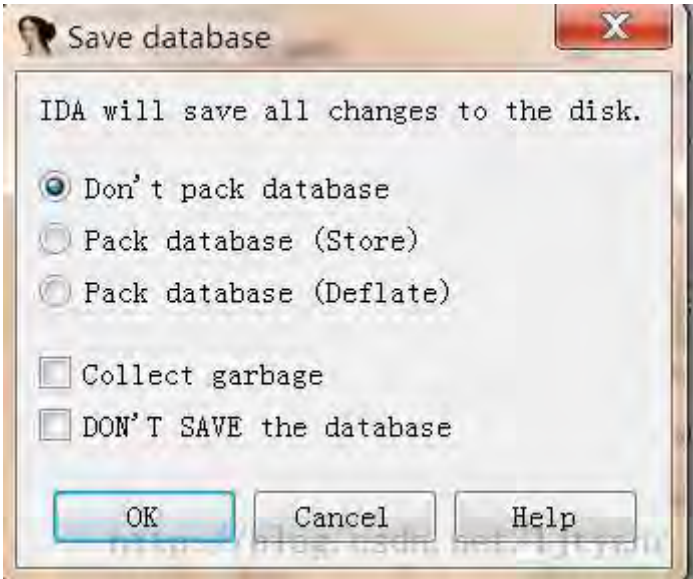 Save database
IDA will save all changes to the disk.
Don't pack database
Pack database (Store)
Pack database (Deflate)
Collect garbage
DON'T SAVE the database
OK
Cancel
Help